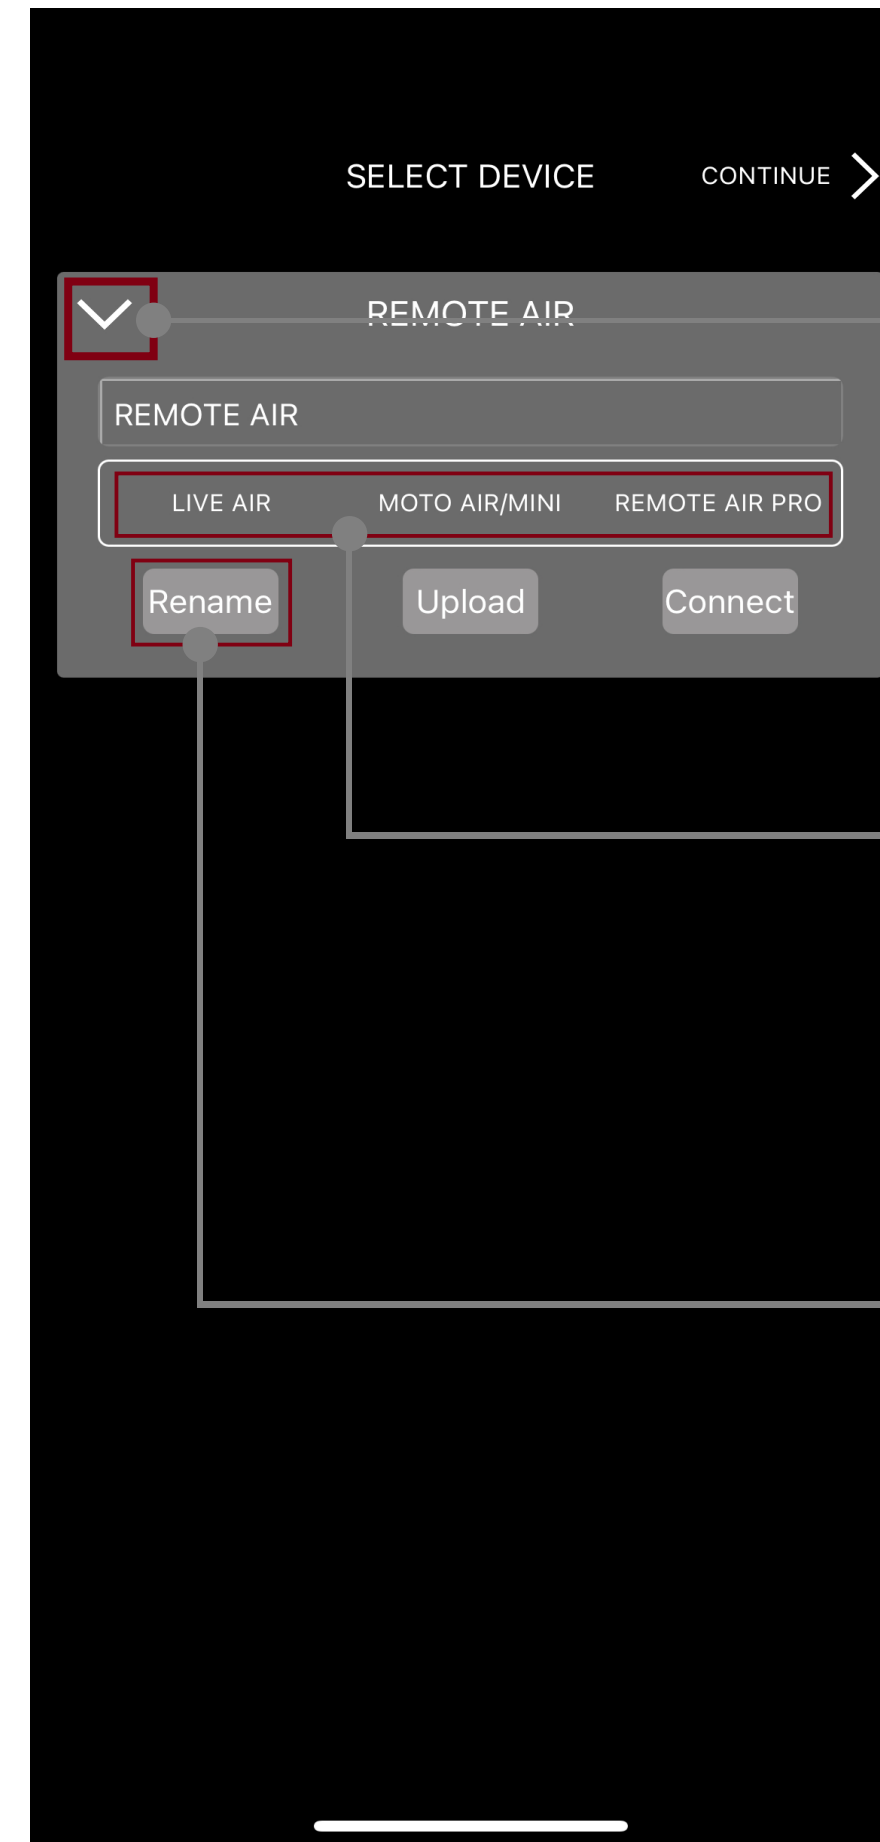 SELECT DEVICE CONTINUE
REMOTE AIR
REMOTE AIR
LIVE AIR MOTO AIR/MINI REMOTE AIR PRO
Rename Upload Connect